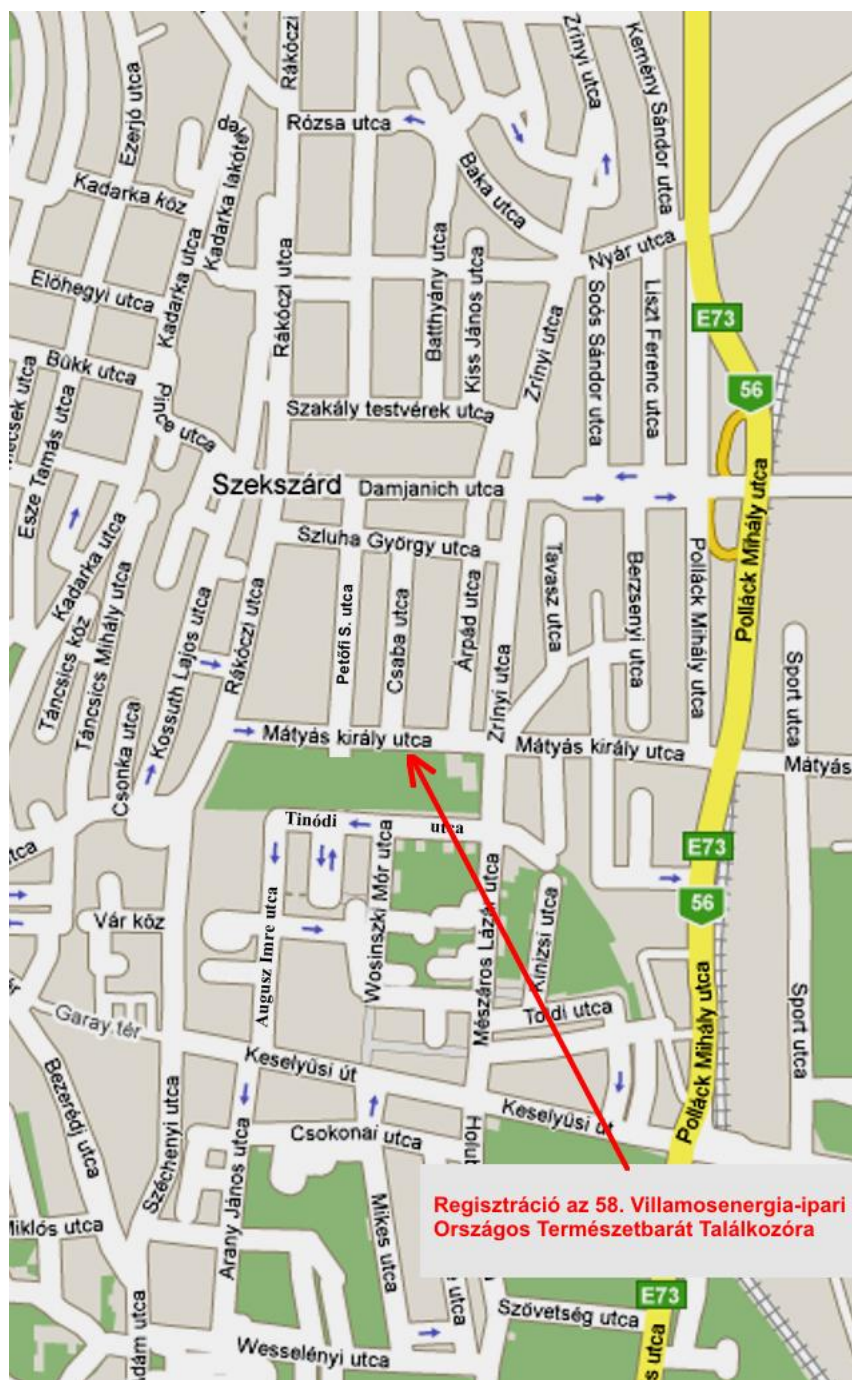 Zrínyi utca
Kemény Sándor utca
Rákóczi
Ezerjó utca
Rózsa utca
Kadarka lakótelep
Baka utca
Kadarka köz
Batthyány utca
Nyár utca
Kadarka utca
Kiss János utca
Rákóczi utca
Előhegyi utca
Soós Sándor utca
Liszt Ferenc utca
E73
Zrínyi utca
Bükk utca
56
Pince utca
Szakály testvérek utca
Esze Tamás utca
Szekszárd
Damjanich utca
Szluha György utca
Pollack Mihály utca
Kadarka utca
Tavasz utca
Berzsenyi utca
Pollack Mihály utca
Petőfi S. utca
Csaba utca
Árpád utca
Zrínyi utca
Rákóczi utca
Kossuth Lajos utca
Táncsics köz
Táncsics Mihály utca
Sport utca
Csonka utca
Mátyás király utca
Mátyás király utca
Mátyás
Tinódi utca
utca
E73
56
Wosinszki Mór utca
Mészáros Lázár utca
Vár köz
Augusz Imre utca
Kinizsi utca
Toldi utca
Sport utca
Garay tér
Keselyűsi út
Pollack Mihály utca
Bezerédj utca
Keselyűsi út
Csokonai utca
Széchenyi utca
Holub
Arany János utca
Mikes utca
Miklós utca
Regisztráció az 58. Villamosenergia-ipari
Országos Természetbarát Találkozóra
E73
Szövetség utca
Ádám utca
Wesselényi utca
s utca